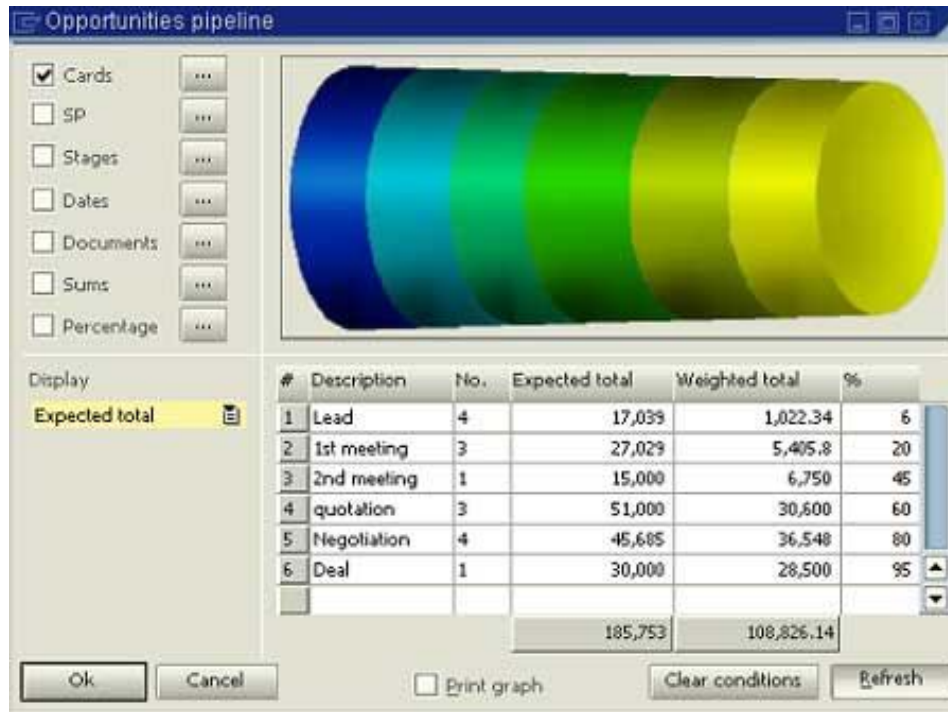 Opportunities pipeline
Cards ...
SP ...
Stages ...
Dates ...
Documents ...
Sums ...
Percentage ...
Display
Expected total
# Description No. Expected total Weighted total %
1 Lead 4 17,039 1,022.34 6
2 1st meeting 3 27,029 5,405.8 20
3 2nd meeting 1 15,000 6,750 45
4 quotation 3 51,000 30,600 60
5 Negotiation 4 45,685 36,548 80
6 Deal 1 30,000 28,500 95
185,753 108,826.14
Ok Cancel Print graph Clear conditions Refresh